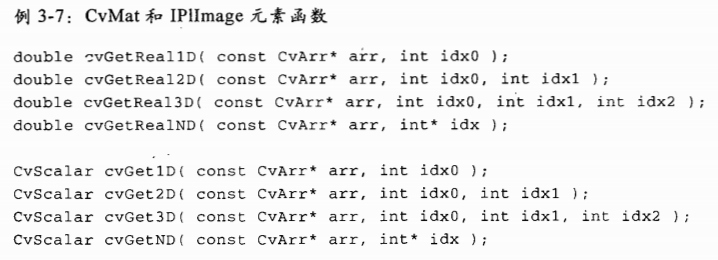 例 3-7：CvMat 和 IPlImage 元素函数
double cvGetReal1D( const CvArr* arr, int idx0 );
double cvGetReal2D( const CvArr* arr, int idx0, int idx1 );
double cvGetReal3D( const CvArr* arr, int idx0, int idx1, int idx2 );
double cvGetRealND( const CvArr* arr, int* idx );
CvScalar cvGet1D( const CvArr* arr, int idx0 );
CvScalar cvGet2D( const CvArr* arr, int idx0, int idx1 );
CvScalar cvGet3D( const CvArr* arr, int idx0, int idx1, int idx2 );
CvScalar cvGetND( const CvArr* arr, int* idx );